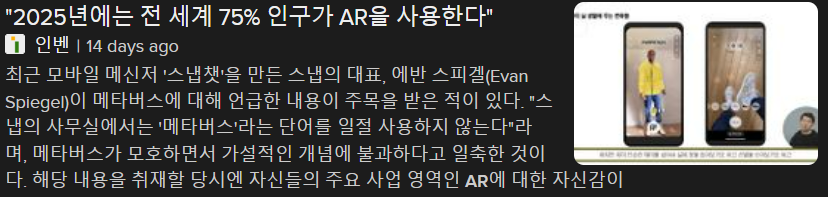 "2025년에는 전 세계 75% 인구가 AR을 사용한다"
인벤 | 14 days ago
최근 모바일 메신저 '스냅챗'을 만든 스냅의 대표, 에반 스피겔(Evan
Spiegel)이 메타버스에 대해 언급한 내용이 주목을 받은 적이 있다. "스
냅의 사무실에서는 '메타버스'라는 단어를 일절 사용하지 않는다"라
며, 메타버스가 모호하면서 가설적인 개념에 불과하다고 일축한 것이
다. 해당 내용을 취재할 당시엔 자신들의 주요 사업 영역인 AR에 대한 자신감이